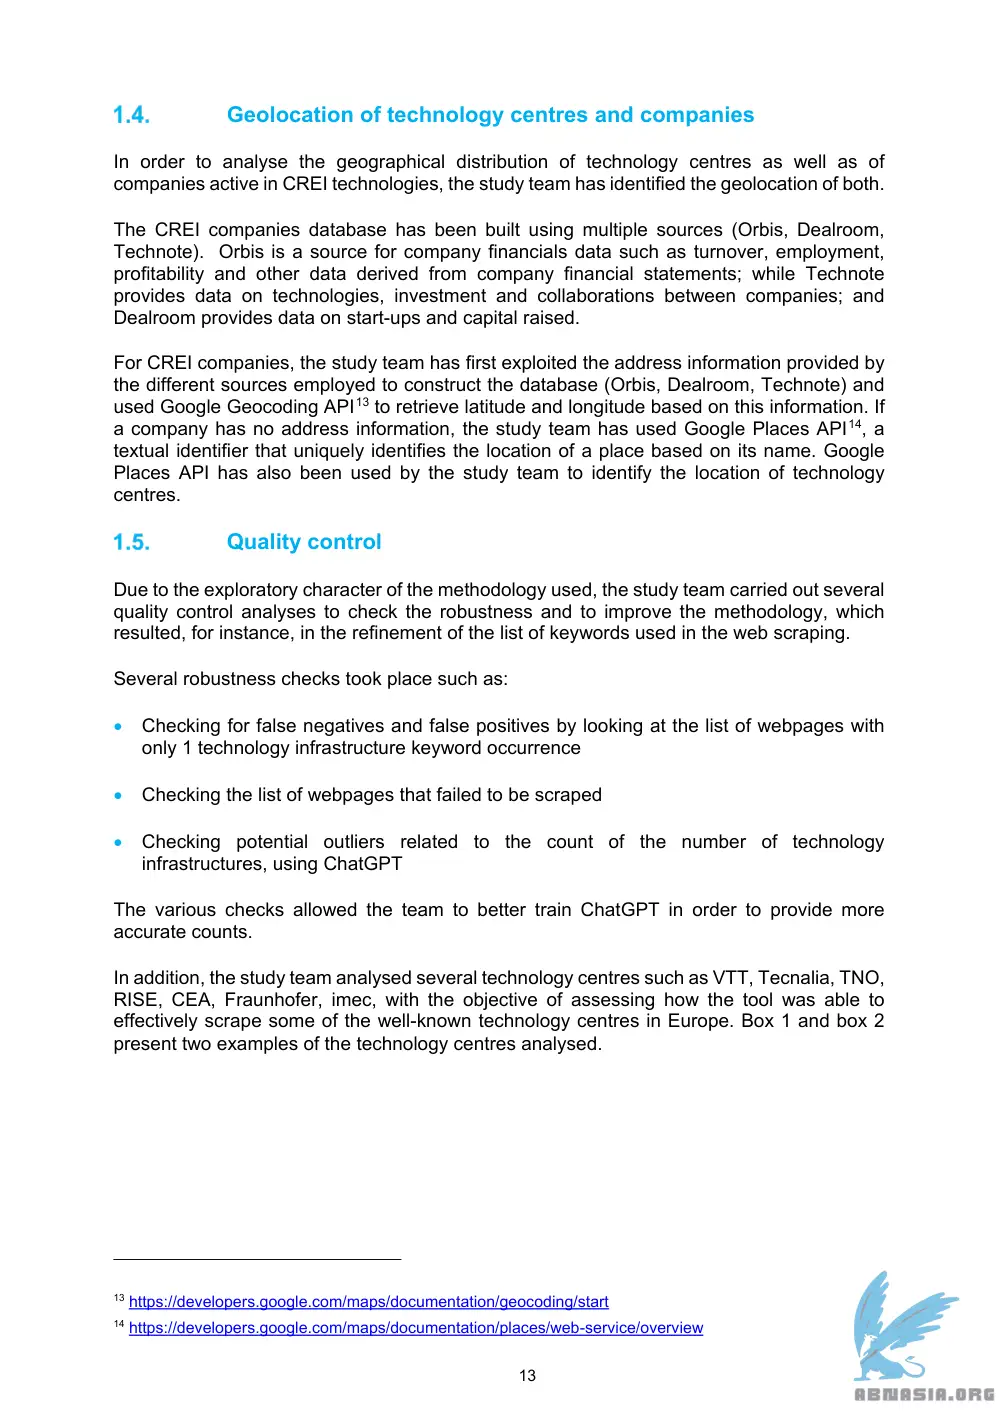 1.4. Geolocation of technology centres and companies
In order to analyse the geographical distribution of technology centres as well as of
companies active in CREI technologies, the study team has identified the geolocation of both.
The CREI companies database has been built using multiple sources (Orbis, Dealroom,
Technote). Orbis is a source for company financials data such as turnover, employment,
profitability and other data derived from company financial statements; while Technote
provides data on technologies, investment and collaborations between companies; and
Dealroom provides data on start-ups and capital raised.
For CREI companies, the study team has first exploited the address information provided by
the different sources employed to construct the database (Orbis, Dealroom, Technote) and
used Google Geocoding API13 to retrieve latitude and longitude based on this information. If
a company has no address information, the study team has used Google Places API14, a
textual identifier that uniquely identifies the location of a place based on its name. Google
Places API has also been used by the study team to identify the location of technology
centres.
1.5. Quality control
Due to the exploratory character of the methodology used, the study team carried out several
quality control analyses to check the robustness and to improve the methodology, which
resulted, for instance, in the refinement of the list of keywords used in the web scraping.
Several robustness checks took place such as:
• Checking for false negatives and false positives by looking at the list of webpages with
only 1 technology infrastructure keyword occurrence
• Checking the list of webpages that failed to be scraped
• Checking potential outliers related to the count of the number of technology
infrastructures, using ChatGPT
The various checks allowed the team to better train ChatGPT in order to provide more
accurate counts.
In addition, the study team analysed several technology centres such as VTT, Tecnalia, TNO,
RISE, CEA, Fraunhofer, imec, with the objective of assessing how the tool was able to
effectively scrape some of the well-known technology centres in Europe. Box 1 and box 2
present two examples of the technology centres analysed.
13 https://developers.google.com/maps/documentation/geocoding/start
14 https://developers.google.com/maps/documentation/places/web-service/overview
13
ABNASIA.ORG